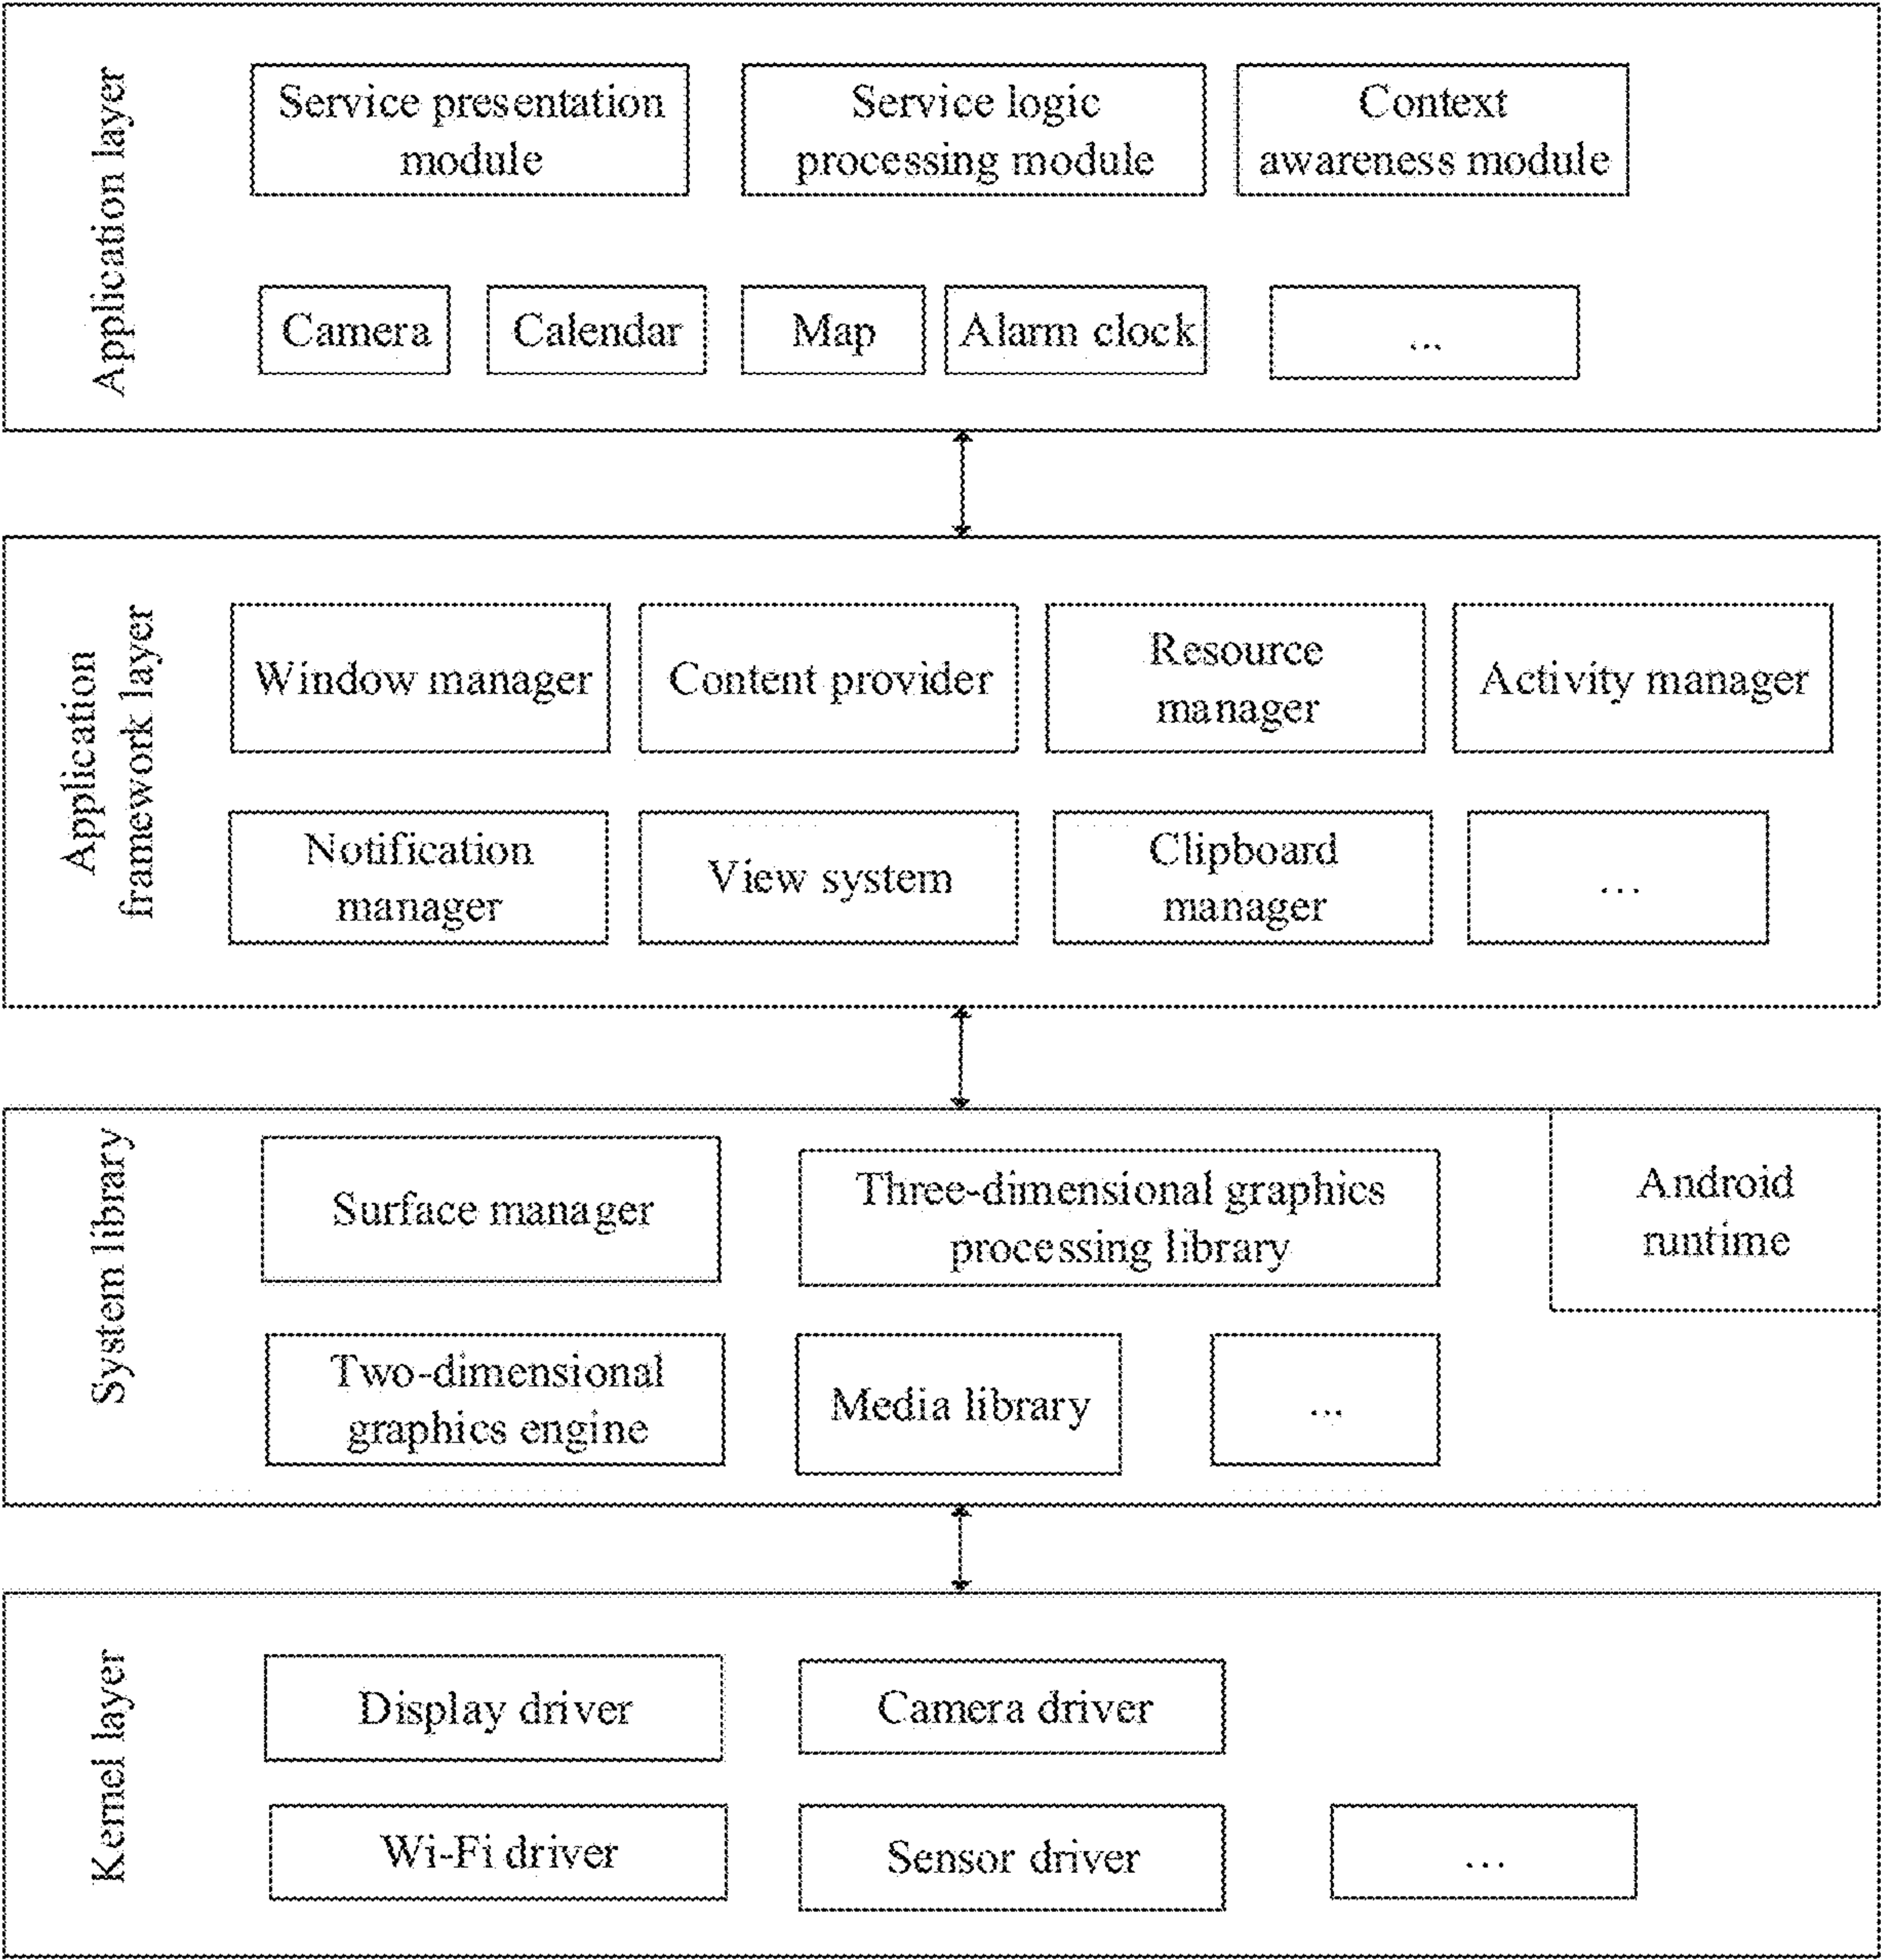 Application layer
Service presentation
module
Service logic
processing module
Context
awareness module
Camera
Calendar
Map
Alarm clock
...
Application
framework layer
Window manager
Content provider
Resource
manager
Activity manager
Notification
manager
View system
Clipboard
manager
...
System library
Surface manager
Three-dimensional graphics
processing library
Android
runtime
Two-dimensional
graphics engine
Media library
...
Kernel layer
Display driver
Camera driver
Wi-Fi driver
Sensor driver
...